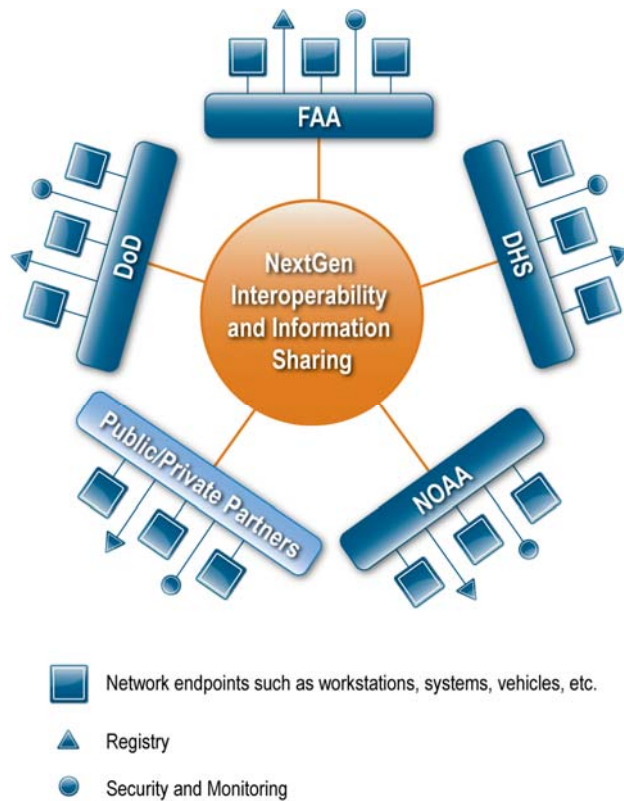 FAA
DoD
DHS
NextGen
Interoperability
and Information
Sharing
Public/Private Partners
NOAA
Network endpoints such as workstations, systems, vehicles, etc.
Registry
Security and Monitoring